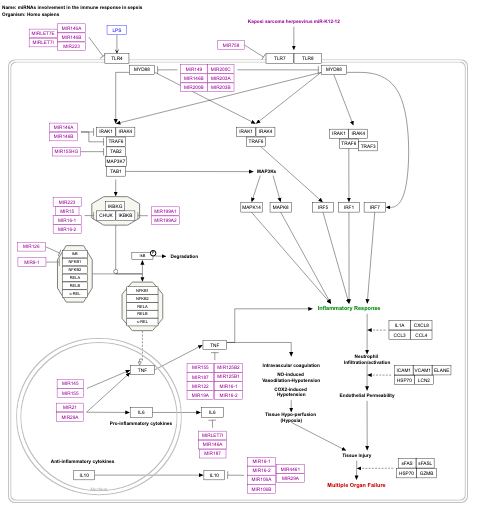 Name: miRNAs involvement in the immune response in sepsis
Organism: Homo sapiens
Kaposi sarcoma herpesvirus miR-K12-12
MIR146A
MIRLET7E
MIR146B
MIRLET7I
MIR223
LPS
MIR758
TLR4
TLR7
TLR8
MYD88
MIR149
MIR200C
MIR146B
MIR203A
MIR200B
MIR203B
MYD88
MIR146A
MIR146B
IRAK1
IRAK4
TRAF6
MIR155HG
TAB2
MAP3K7
TAB1
IRAK1
IRAK4
TRAF6
IRAK1
IRAK4
TRAF6
TRAF3
MAP3Ks
MIR223
MIR15
MIR16-1
MIR16-2
IKBKG
CHUK
IKBKB
MIR199A1
MIR199A2
MAPK14
MAPK8
IRF5
IRF1
IRF7
MIR126
MIR9-1
IkB
NFKB1
NFKB2
RELA
RELB
c-REL
IkB
P
Degradation
NFKB1
NFKB2
RELA
RELB
c-REL
Inflammatory Response
IL1A
CXCL8
CCL3
CCL4
TNF
Neutrophil
Infiltration/activation
Intravascular coagulation
NO-induced
Vasodilation-Hypotension
COX2-induced
Hypotension
ICAM1
VCAM1
ELANE
HSP70
LCN2
TNF
MIR155
MIR125B2
MIR187
MIR125B1
MIR122
MIR16-1
MIR19A
MIR16-2
MIR145
MIR155
MIR21
MIR29A
Endothelial Permeability
IL6
IL6
Pro-inflammatory cytokines
Tissue Hypo-perfusion
(Hypoxia)
MIRLET7I
MIR146A
MIR187
Tissue injury
Anti-inflammatory cytokines
IL10
IL10
MIR16-1
MIR16-2
MIR4661
MIR106A
MIR29A
MIR106B
sFAS
sFASL
HSP70
GZMB
Multiple Organ Failure